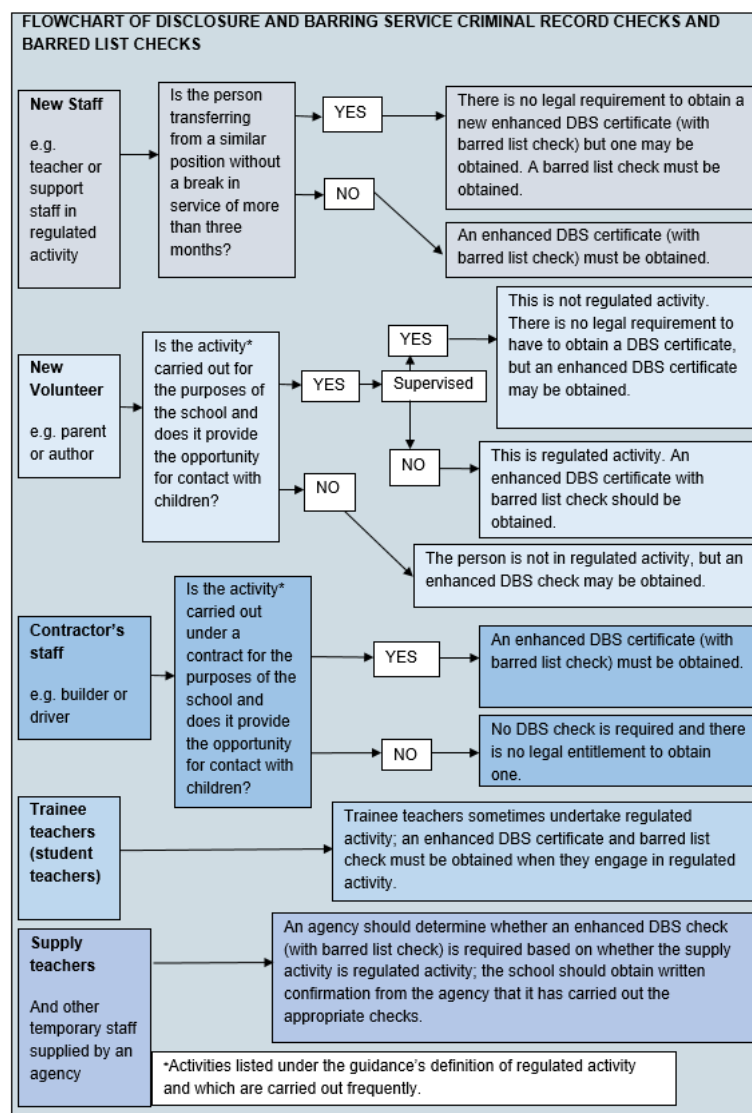 FLOWCHART OF DISCLOSURE AND BARRING SERVICE CRIMINAL RECORD CHECKS AND
BARRED LIST CHECKS
New Staff
e.g.
teacher or
support
staff in
regulated
activity
Is the person
transferring
from a similar
position without
a break in
service of more
than three
months?
YES
There is no legal requirement to obtain a
new enhanced DBS certificate (with
barred list check) but one may be
obtained. A barred list check must be
obtained.
NO
An enhanced DBS certificate (with
barred list check) must be obtained.
New
Volunteer
e.g. parent
or author
Is the activity*
carried out for
the purposes of
the school and
does it provide
the opportunity
for contact with
children?
YES
Supervised
YES
This is not regulated activity.
There is no legal requirement to
have to obtain a DBS certificate,
but an enhanced DBS certificate
may be obtained.
NO
This is regulated activity. An
enhanced DBS certificate with
barred list check should be
obtained.
NO
The person is not in regulated activity, but an
enhanced DBS check may be obtained.
Contractor's
staff
e.g. builder or
driver
Is the activity*
carried out
under a
contract for the
purposes of the
school and
does it provide
the opportunity
for contact with
children?
YES
An enhanced DBS certificate (with
barred list check) must be obtained.
NO
No DBS check is required and there
is no legal entitlement to obtain
one.
Trainee
teachers
(student
teachers)
Trainee teachers sometimes undertake regulated
activity; an enhanced DBS certificate and barred list
check must be obtained when they engage in regulated
activity.
Supply
teachers
And other
temporary staff
supplied by an
agency
An agency should determine whether an enhanced DBS check
(with barred list check) is required based on whether the supply
activity is regulated activity; the school should obtain written
confirmation from the agency that it has carried out the
appropriate checks.
*Activities listed under the guidance's definition of regulated activity
and which are carried out frequently.